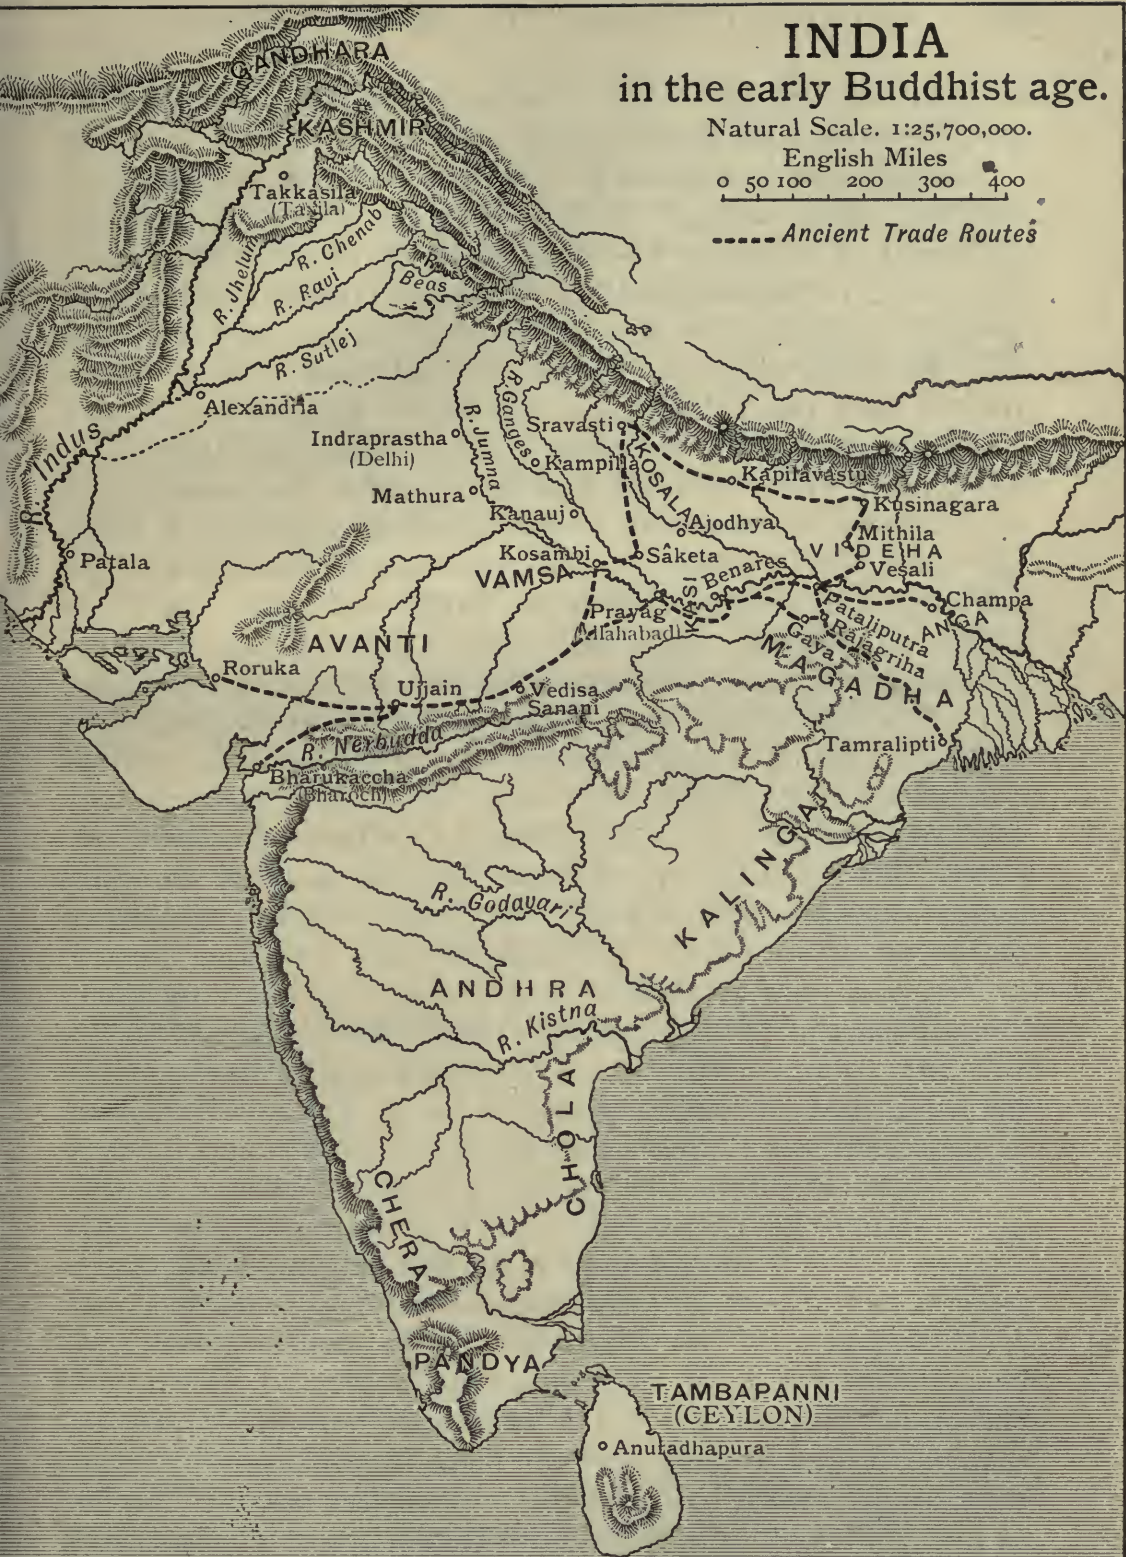 INDIA
in the early Buddhist age.
Natural Scale. 1:25,700,000.
English Miles
0 50 100 200 300 400
Ancient Trade Routes
GANDHARA
KASHMIR
Takkasila
(Taxila)
R. Jhelum
R. Chenab
R. Ravi
R. Beas
R. Sutlej
Alexandria
R. Indus
Indraprastha
(Delhi)
R. Jumna
R. Ganges
Sravasti
Kampilla
KOSALA
Kapilavastu
Mathura
Kusinagara
Kanauj
Ajodhya
Mithila
VIDEHA
Patala
Kosambi
Sâketa
Vesali
VAMSA
KASI
Benares
Champa
Prayag
(Allahabad)
Pataliputra
ANGA
Gaya
Rajagriha
AVANTI
MAGADHA
Roruka
Ujjain
Vedisa
Sanani
R. Nerbudda
Tamralipti
Bharukaccha
(Bharoch)
KALINGA
R. Godavari
ANDHRA
R. Kistna
CHOLA
CHERA
PANDYA
TAMBAPANNI
(CEYLON)
Anuradhapura